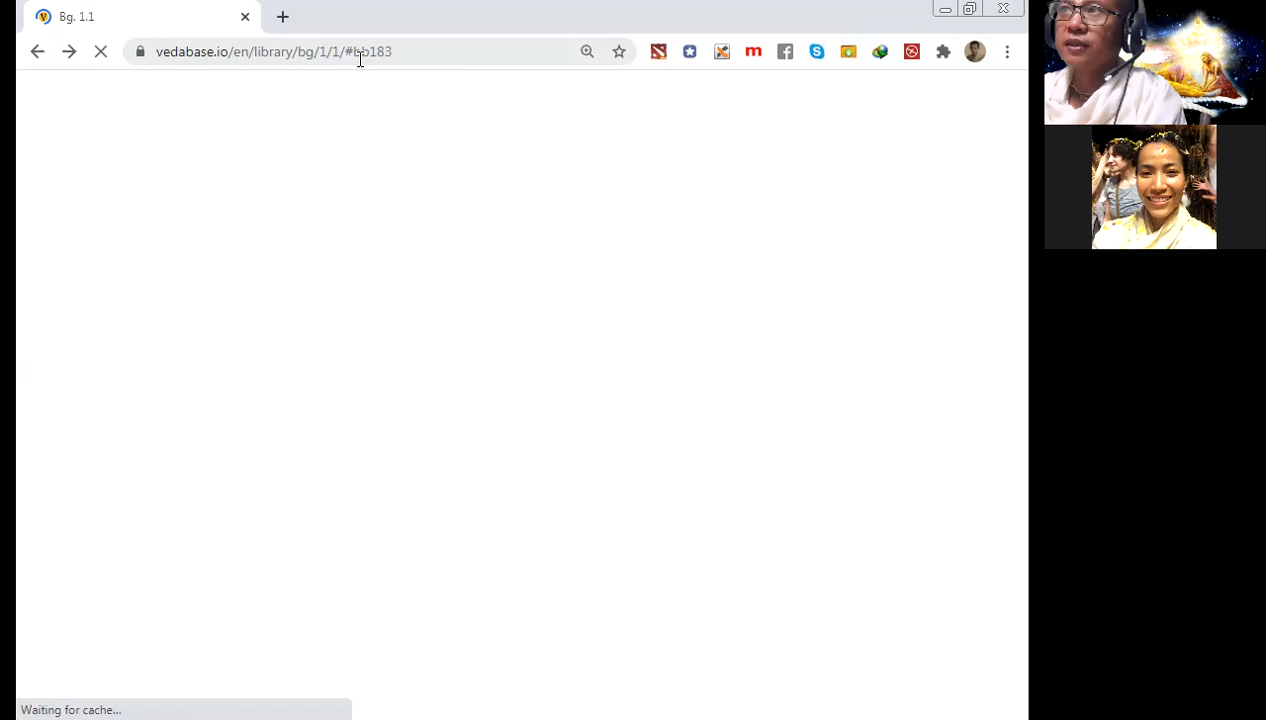 Bg. 1.1
vedabase.io/en/library/bg/1/1/#bb183
Waiting for cache...